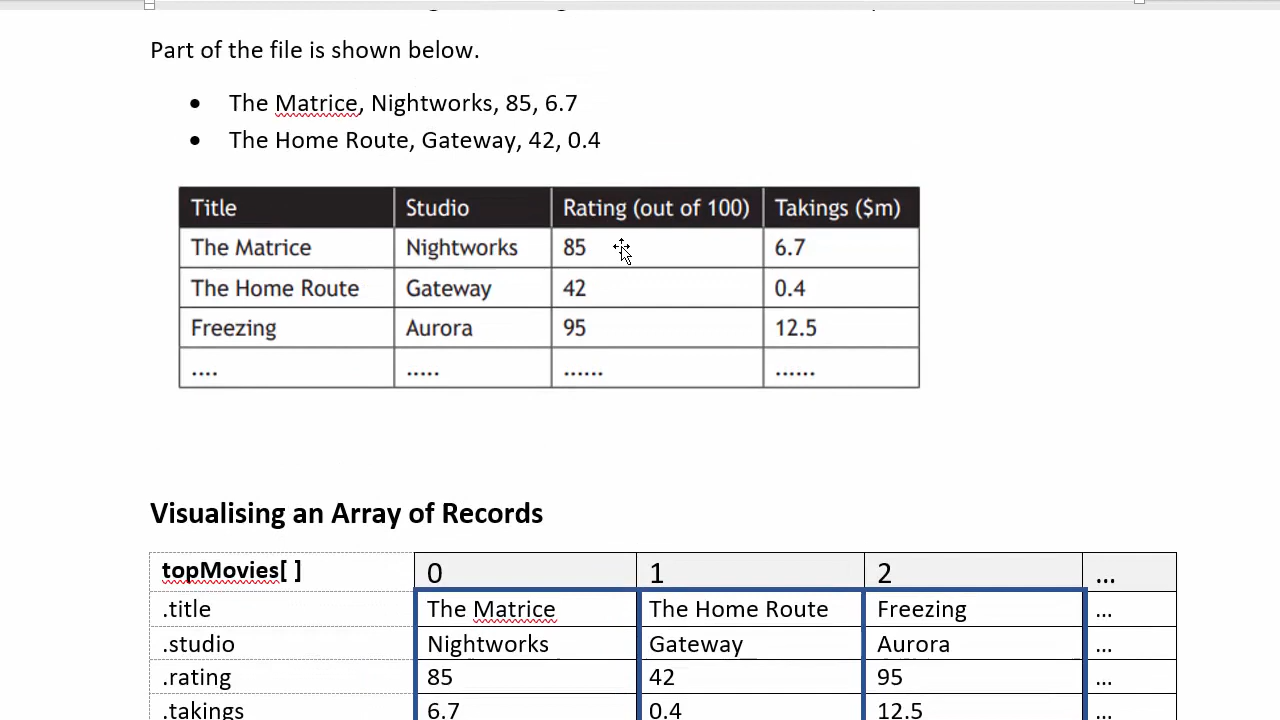 Part of the file is shown below.
• The Matrice, Nightworks, 85, 6.7
• The Home Route, Gateway, 42, 0.4
Title Studio Rating (out of 100) Takings ($m)
The Matrice Nightworks 85 6.7
The Home Route Gateway 42 0.4
Freezing Aurora 95 12.5
.... ..... ...... ......
Visualising an Array of Records
topMovies[ ] 0 1 2 ...
.title The Matrice The Home Route Freezing ...
.studio Nightworks Gateway Aurora ...
.rating 85 42 95 ...
.takings 6.7 0.4 12.5 ...